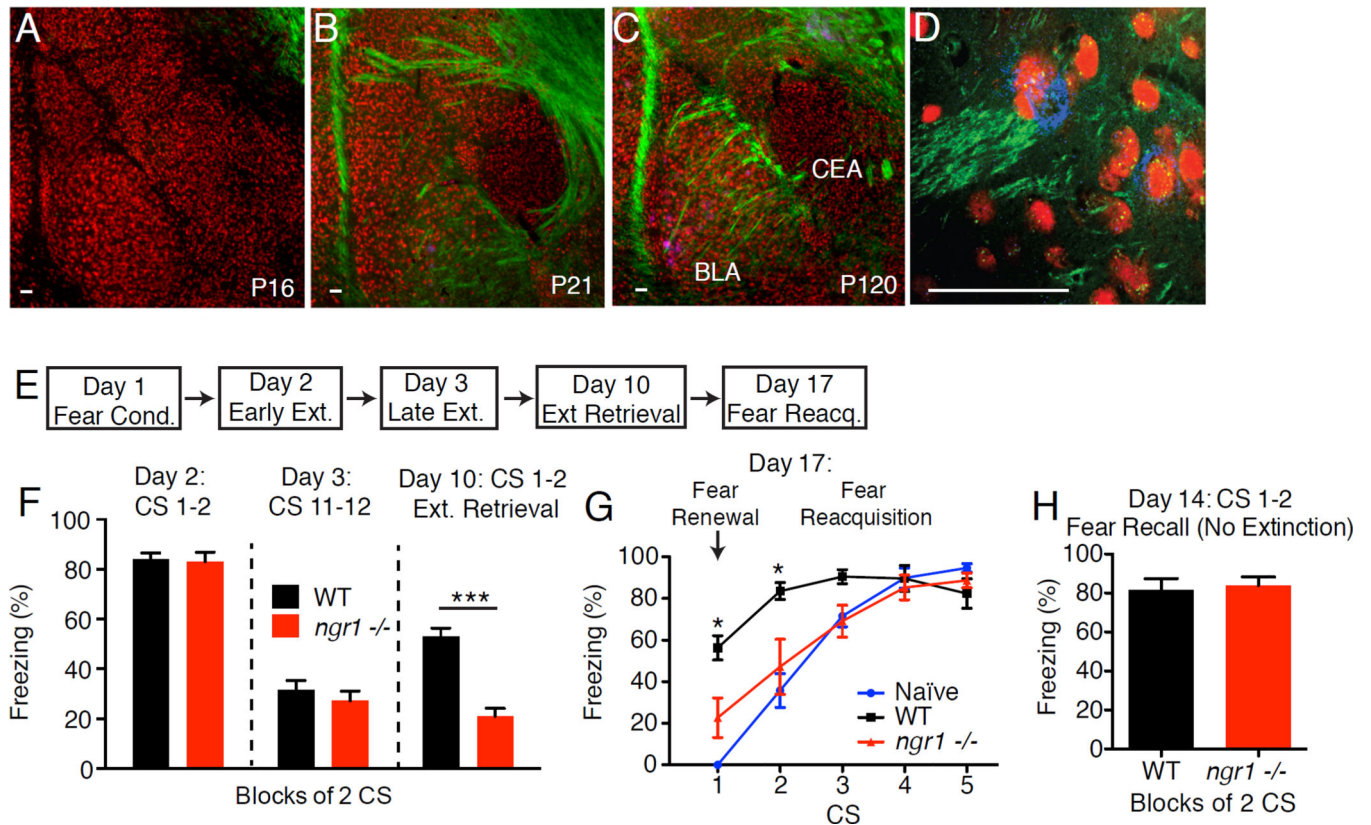 A
P16
B
P21
C
CEA
BLA
P120
D
E
Day 1
Fear Cond.
Day 2
Early Ext.
Day 3
Late Ext.
Day 10
Ext Retrieval
Day 17
Fear Reacq.
F
Day 2:
CS 1-2
Day 3:
CS 11-12
Day 10: CS 1-2
Ext. Retrieval
Freezing (%)
100
80
60
40
20
0
WT
ngr1 -/-
***
Blocks of 2 CS
G
Day 17:
Fear
Renewal
Fear
Reacquisition
Freezing (%)
100
80
60
40
20
0
*
*
Naïve
WT
ngr1 -/-
1 2 3 4 5
CS
H
Day 14: CS 1-2
Fear Recall (No Extinction)
Freezing (%)
100
80
60
40
20
0
WT ngr1 -/-
Blocks of 2 CS